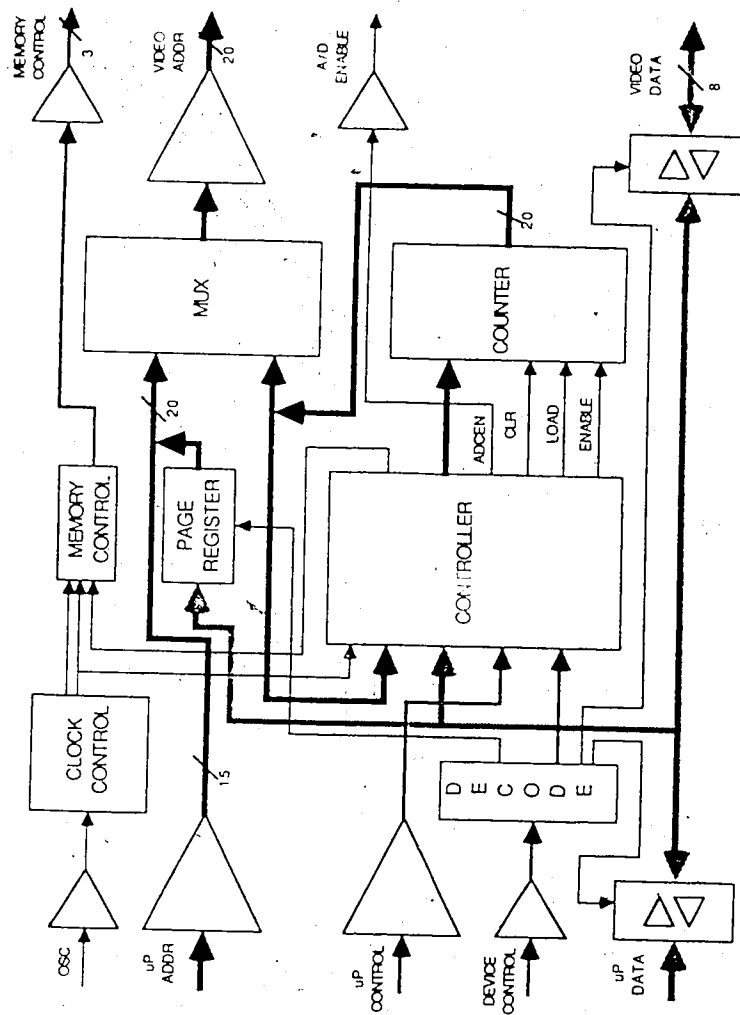 MEMORY
CONTROL
3
VIDEO
ADDR
20
A/D
ENABLE
VIDEO
DATA
8
MUX
20
COUNTER
20
MEMORY
CONTROL
PAGE
REGISTER
ADCEN
CLR
LOAD
ENABLE
CONTROLLER
CLOCK
CONTROL
15
DECODE
OSC
uP
ADDR
uP
CONTROL
DEVICE
CONTROL
uP
DATA